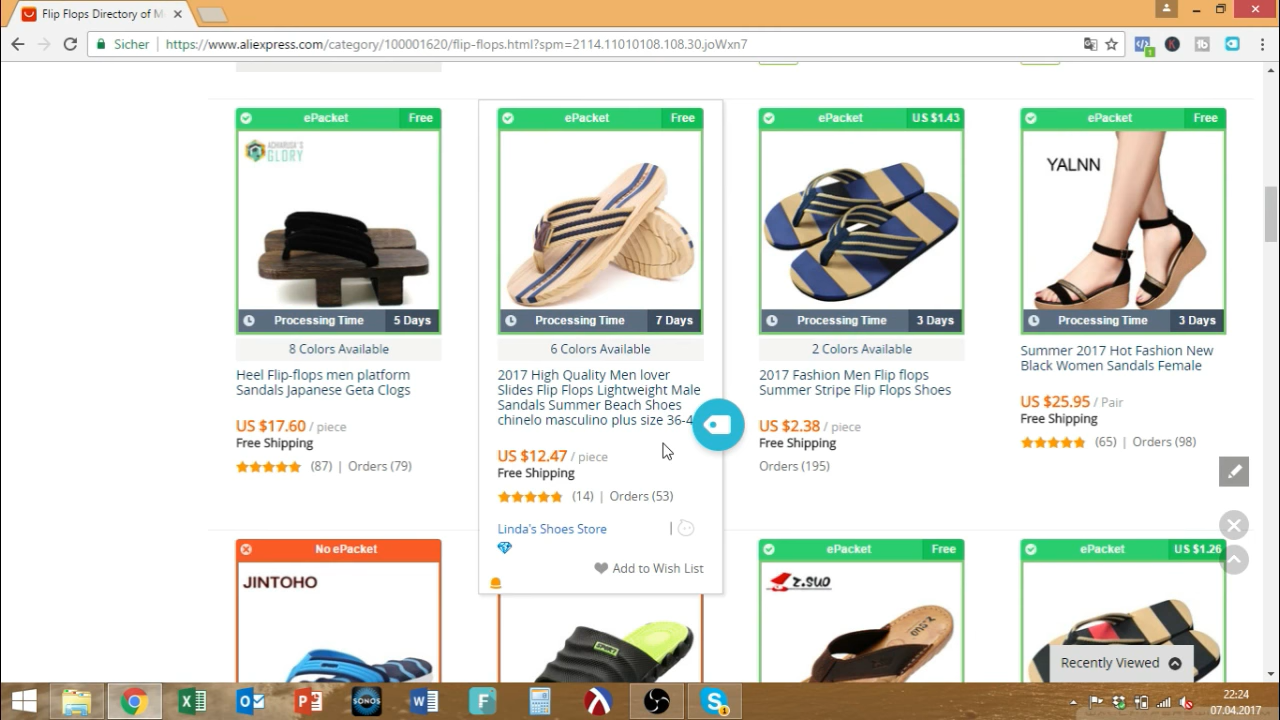 Flip Flops Directory of M
Sicher
https://www.aliexpress.com/category/100001620/flip-flops.html?spm=2114.11010108.108.30.joWxn7
ePacket Free
ACHARUSK'S
GLORY
Processing Time 5 Days
8 Colors Available
Heel Flip-flops men platform
Sandals Japanese Geta Clogs
US $17.60 / piece
Free Shipping
(87) | Orders (79)
ePacket Free
Processing Time 7 Days
6 Colors Available
2017 High Quality Men lover
Slides Flip Flops Lightweight Male
Sandals Summer Beach Shoes
chinelo masculino plus size 36-4
US $12.47 / piece
Free Shipping
(14) | Orders (53)
Linda's Shoes Store
|
Add to Wish List
ePacket US $1.43
Processing Time 3 Days
2 Colors Available
2017 Fashion Men Flip flops
Summer Stripe Flip Flops Shoes
US $2.38 / piece
Free Shipping
Orders (195)
ePacket Free
YALNN
Processing Time 3 Days
Summer 2017 Hot Fashion New
Black Women Sandals Female
US $25.95 / Pair
Free Shipping
(65) | Orders (98)
No ePacket
JINTOHO
ePacket Free
Z.SUO
Z.SUO
ePacket US $1.26
Recently Viewed
SONOS
22:24
07.04.2017